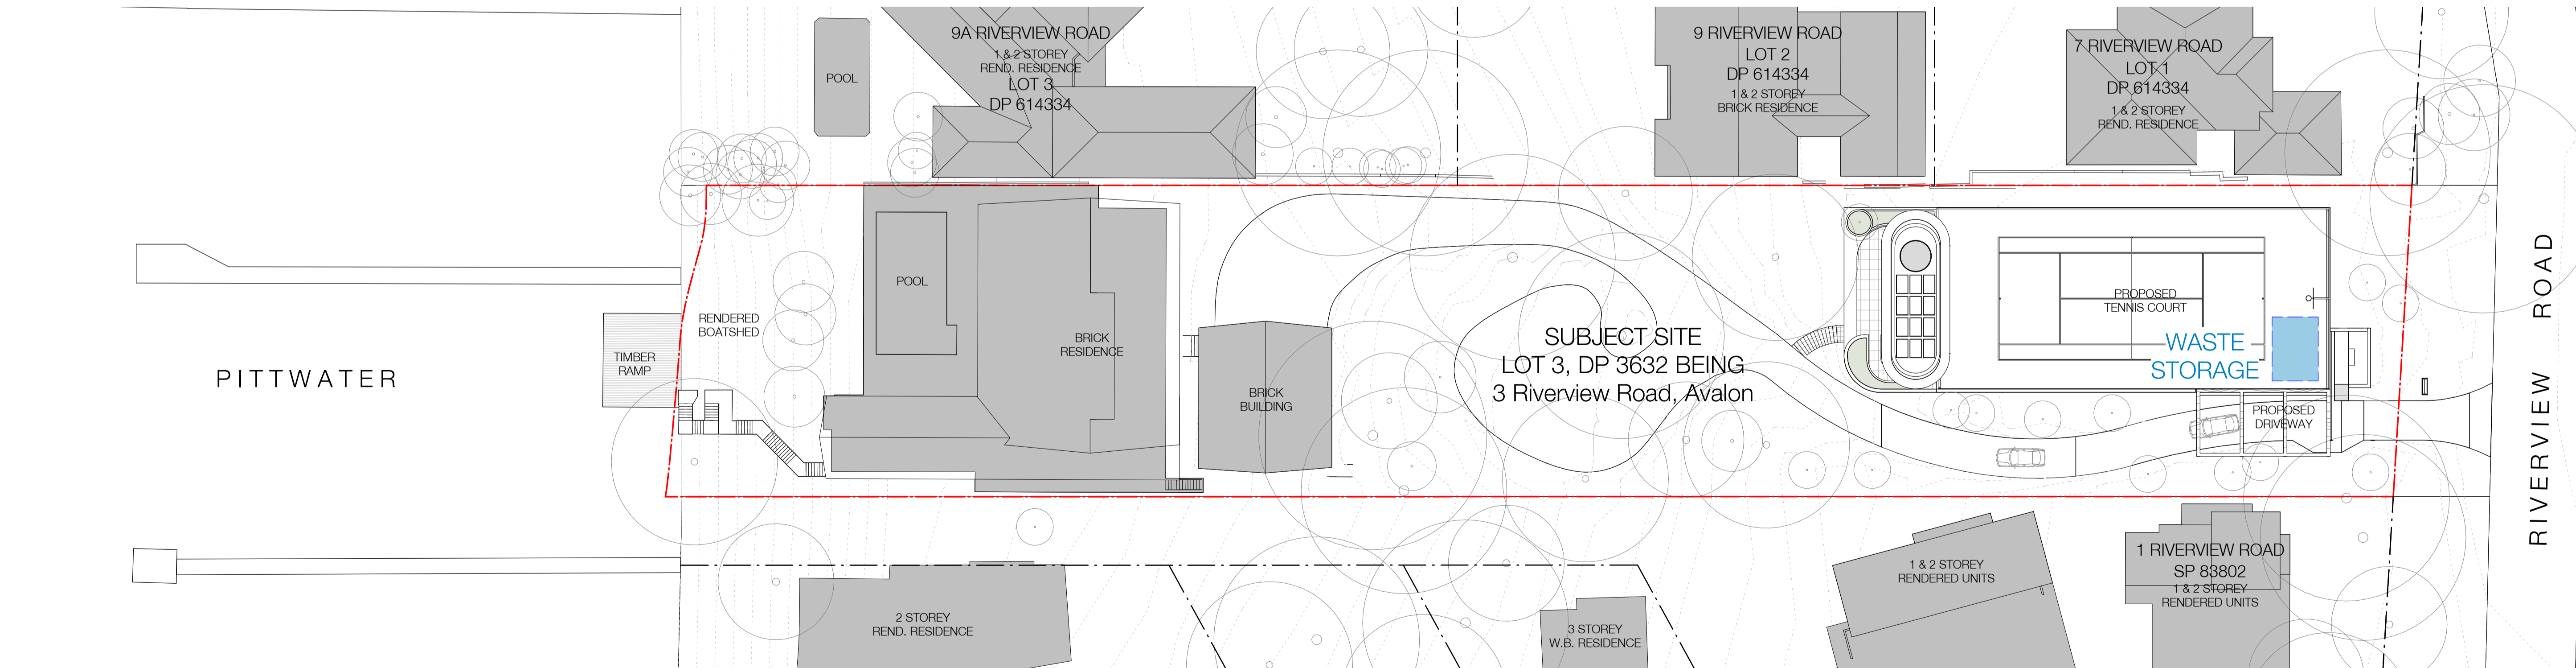 9A RIVERVIEW ROAD
1 & 2 STOREY
REND. RESIDENCE
LOT 3
DP 614334
POOL
9 RIVERVIEW ROAD
LOT 2
DP 614334
1 & 2 STOREY
BRICK RESIDENCE
7 RIVERVIEW ROAD
LOT 1
DP 614334
1 & 2 STOREY
REND. RESIDENCE
PITTWATER
TIMBER
RAMP
RENDERED
BOATSHED
POOL
BRICK
RESIDENCE
BRICK
BUILDING
SUBJECT SITE
LOT 3, DP 3632 BEING
3 Riverview Road, Avalon
PROPOSED
TENNIS COURT
WASTE
STORAGE
PROPOSED
DRIVEWAY
RIVERVIEW ROAD
2 STOREY
REND. RESIDENCE
3 STOREY
W.B. RESIDENCE
1 & 2 STOREY
RENDERED UNITS
1 RIVERVIEW ROAD
SP 83802
1 & 2 STOREY
RENDERED UNITS